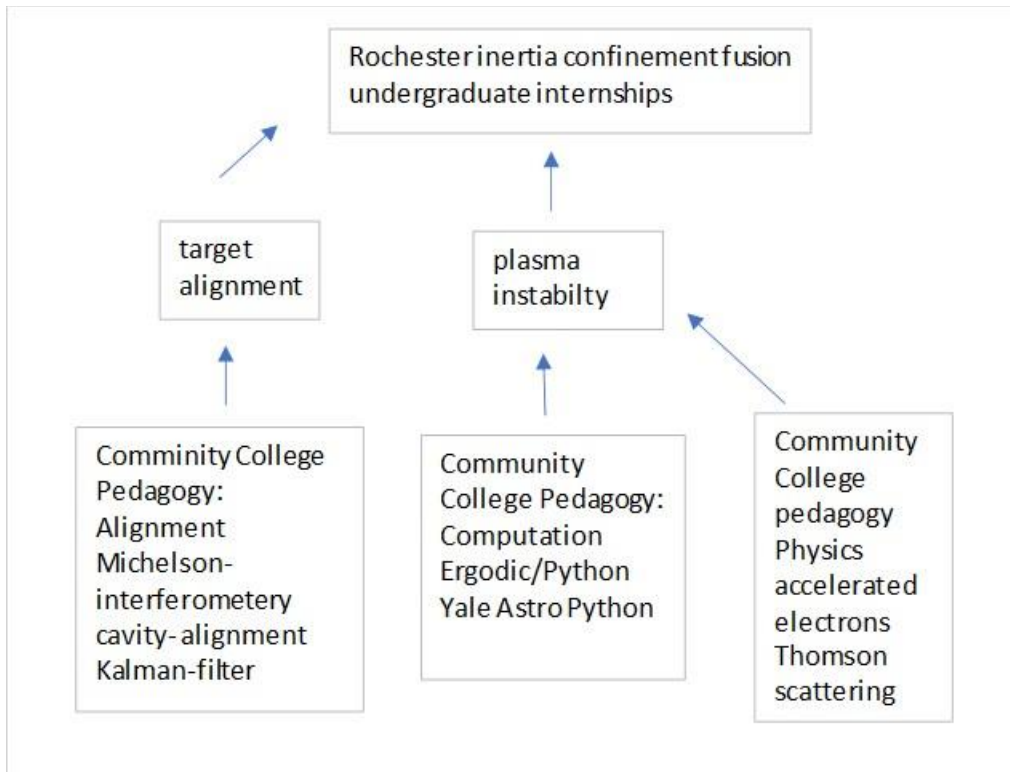 Rochester inertia confinement fusion
undergraduate internships
target
alignment
plasma
instabilty
Comminity College
Pedagogy:
Alignment
Michelson-
interferometery
cavity-alignment
Kalman-filter
Community
College Pedagogy:
Computation
Ergodic/Python
Yale Astro Python
Community
College
pedagogy
Physics
accelerated
electrons
Thomson
scattering